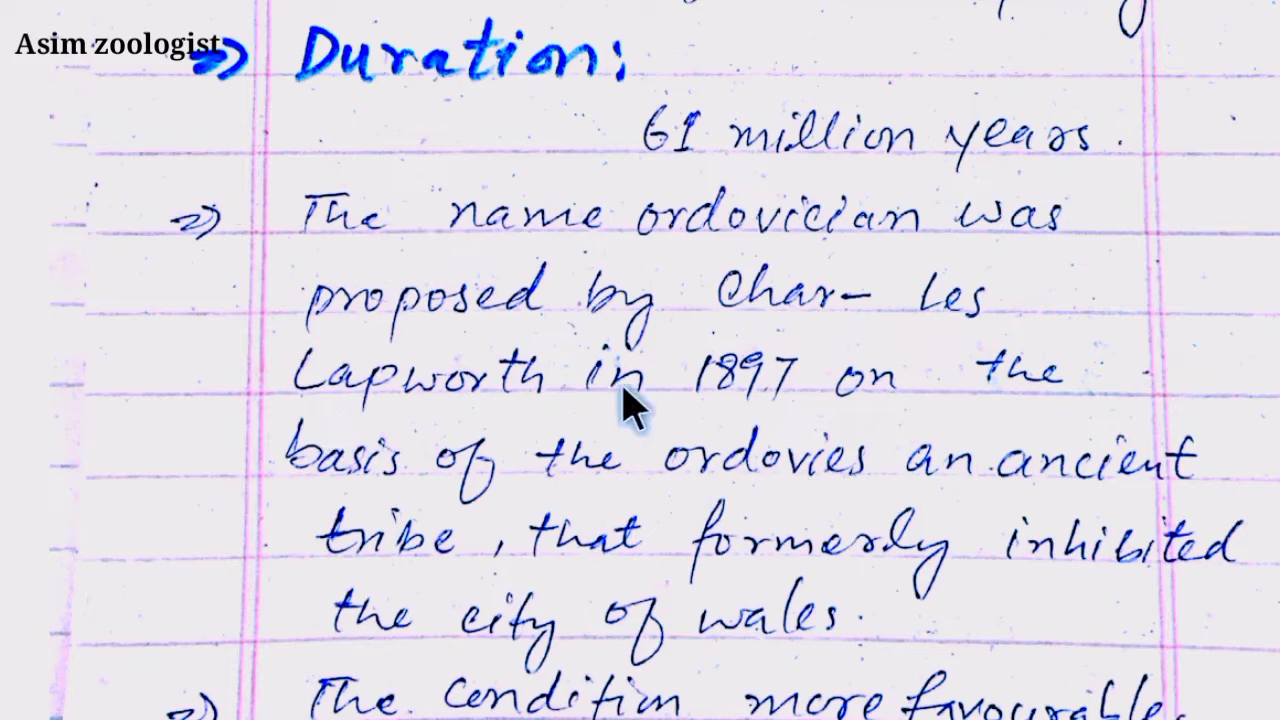 Asim zoologist
⇒ Duration:
61 million years.
⇒ The name ordovician was
proposed by Char- les
Lapworth in 1897 on the
basis of the ordovies an ancient
tribe, that formerly inhibited
the city of wales.
⇒ The condition more favourable.